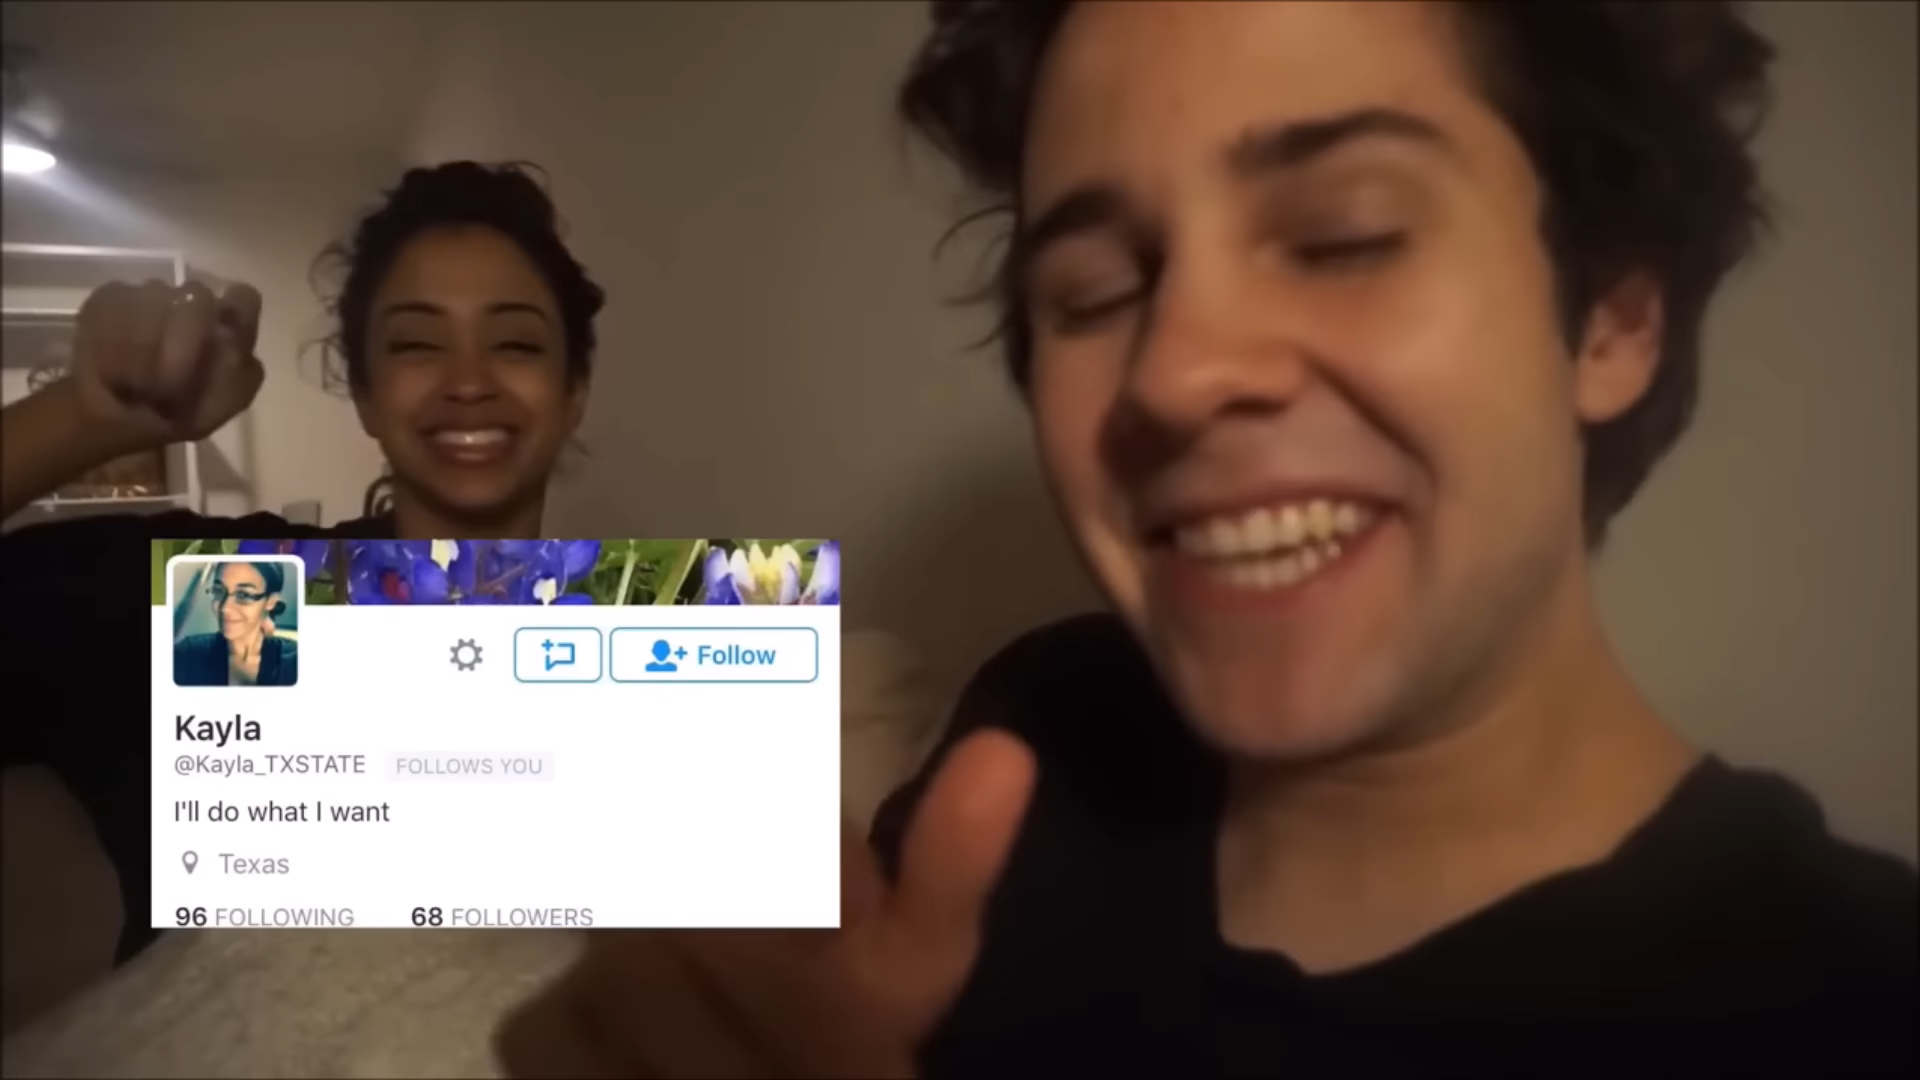 Follow
Kayla
@Kayla_TXSTATE FOLLOWS YOU
I'll do what I want
Texas
96 FOLLOWING 68 FOLLOWERS